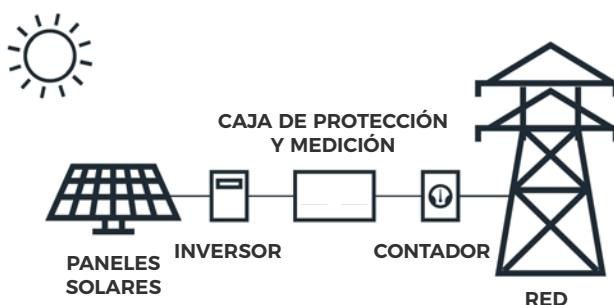 CAJA DE PROTECCIÓN
Y MEDICIÓN
INVERSOR
CONTADOR
PANELES
SOLARES
RED